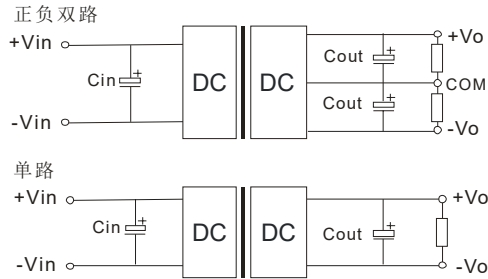 正负双路
+Vin
Cin
+
-Vin
DC
DC
Cout
+
Cout
+
+Vo
COM
-Vo
单路
+Vin
Cin
+
-Vin
DC
DC
Cout
+
+Vo
-Vo